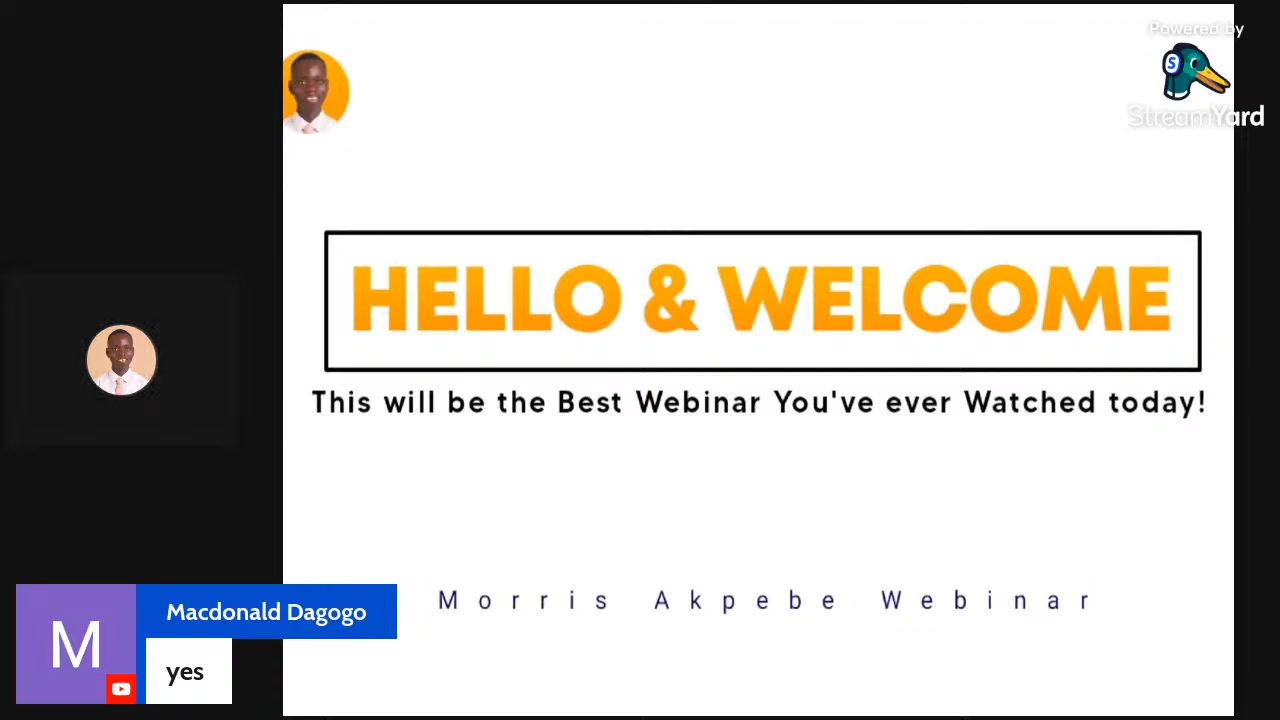 Powered by
S
StreamYard
HELLO & WELCOME
This will be the Best Webinar You've ever Watched today!
Morris Akpebe Webinar
M
Macdonald Dagogo
yes